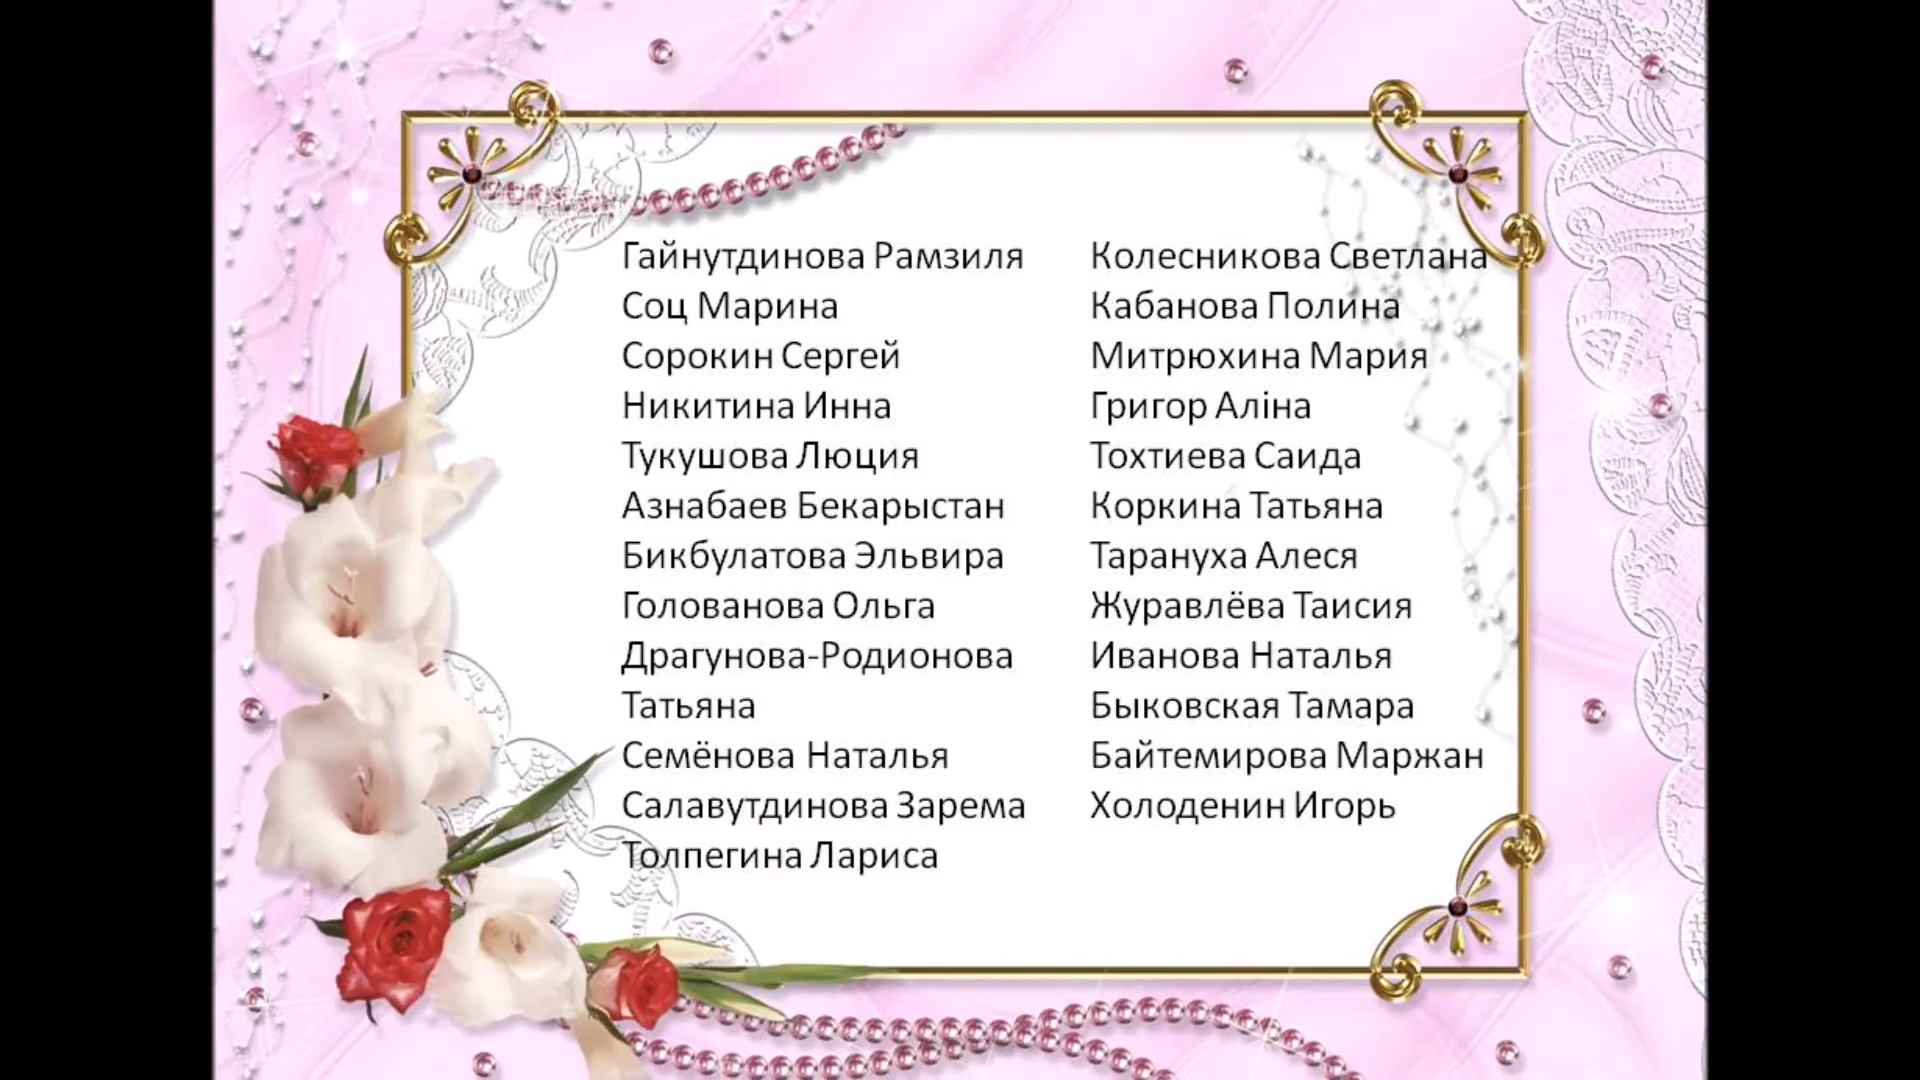 Гайнутдинова Рамзиля
Соц Марина
Сорокин Сергей
Никитина Инна
Тукушова Люция
Азнабаев Бекарыстан
Бикбулатова Эльвира
Голованова Ольга
Драгунова-Родионова
Татьяна
Семёнова Наталья
Салавутдинова Зарема
Толпегина Лариса
Колесникова Светлана
Кабанова Полина
Митрюхина Мария
Григор Аліна
Тохтиева Саида
Коркина Татьяна
Тарануха Алеся
Журавлёва Таисия
Иванова Наталья
Быковская Тамара
Байтемирова Маржан
Холоденин Игорь